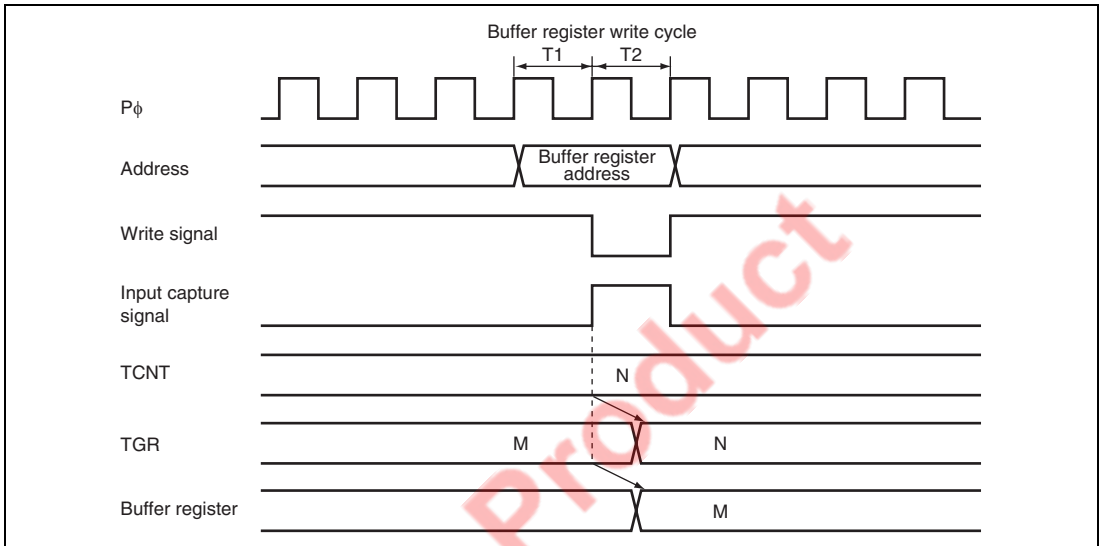 Buffer register write cycle
T1 T2
Pϕ
Address
Buffer register
address
Write signal
Input capture
signal
TCNT
N
TGR
M
N
Buffer register
M
Product